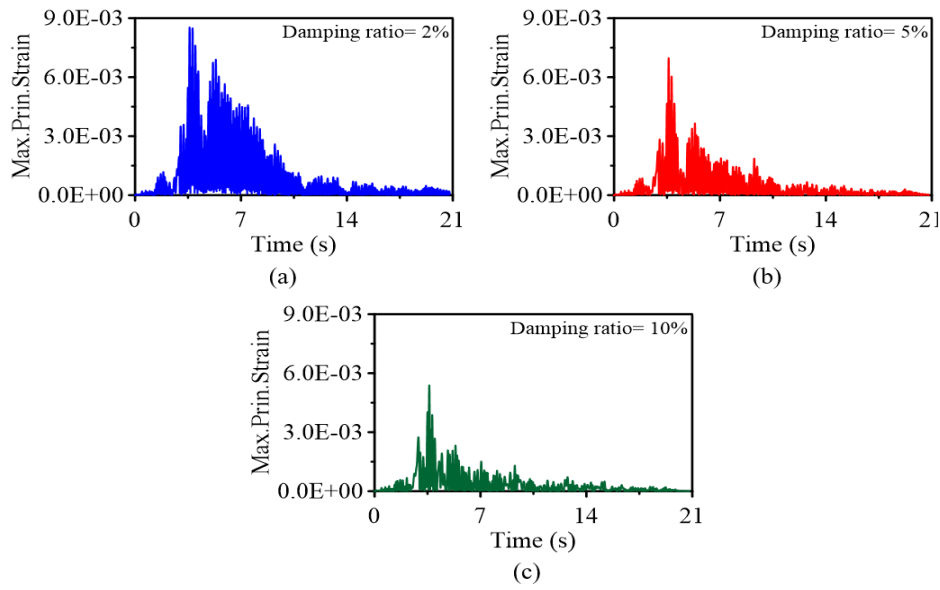 Max.Prin.Strain
9.0E-03
6.0E-03
3.0E-03
0.0E+00
Damping ratio= 2%
0 7 14 21
Time (s)
(a)
Max.Prin.Strain
9.0E-03
6.0E-03
3.0E-03
0.0E+00
Damping ratio= 5%
0 7 14 21
Time (s)
(b)
Max.Prin.Strain
9.0E-03
6.0E-03
3.0E-03
0.0E+00
Damping ratio= 10%
0 7 14 21
Time (s)
(c)